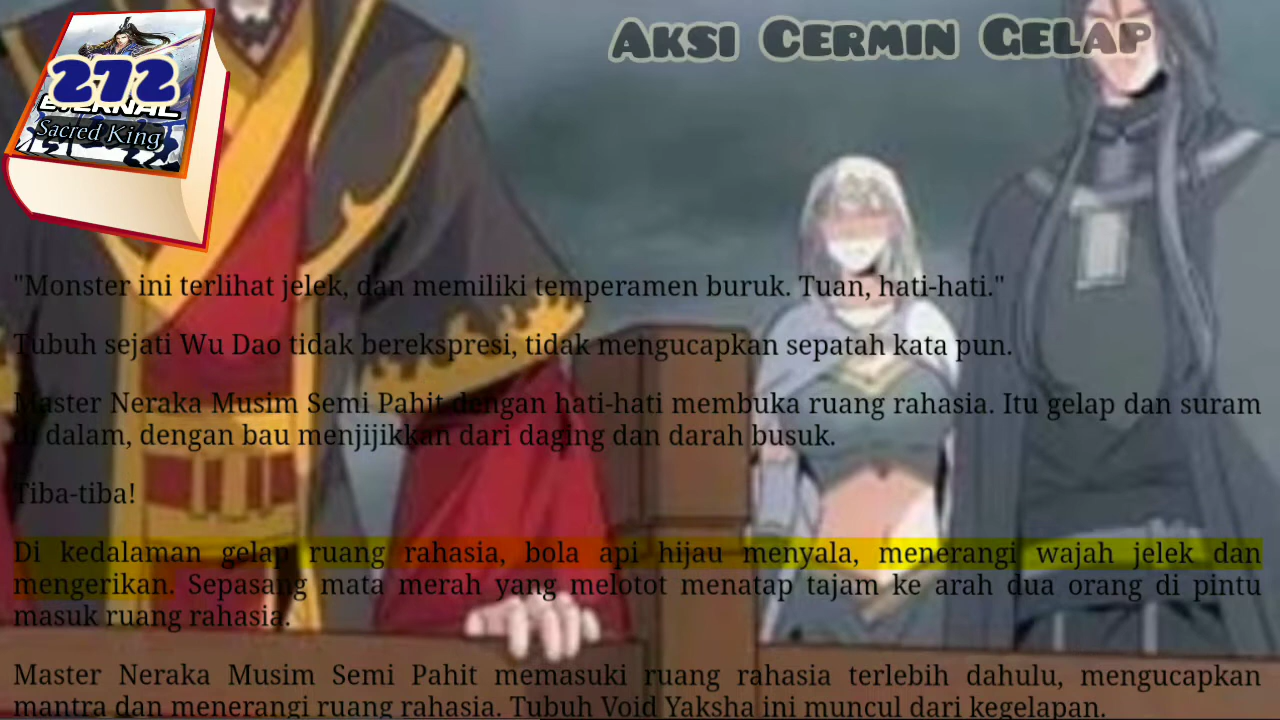 Aksi Cermin Gelap
272
ETERNAL
Sacred King
"Monster ini terlihat jelek, dan memiliki temperamen buruk. Tuan, hati-hati."
Tubuh sejati Wu Dao tidak berekspresi, tidak mengucapkan sepatah kata pun.
Master Neraka Musim Semi Pahit dengan hati-hati membuka ruang rahasia. Itu gelap dan suram
di dalam, dengan bau menjijikkan dari daging dan darah busuk.
Tiba-tiba!
Di kedalaman gelap ruang rahasia, bola api hijau menyala, menerangi wajah jelek dan
mengerikan. Sepasang mata merah yang melotot menatap tajam ke arah dua orang di pintu
masuk ruang rahasia.
Master Neraka Musim Semi Pahit memasuki ruang rahasia terlebih dahulu, mengucapkan
mantra dan menerangi ruang rahasia. Tubuh Void Yaksha ini muncul dari kegelapan.